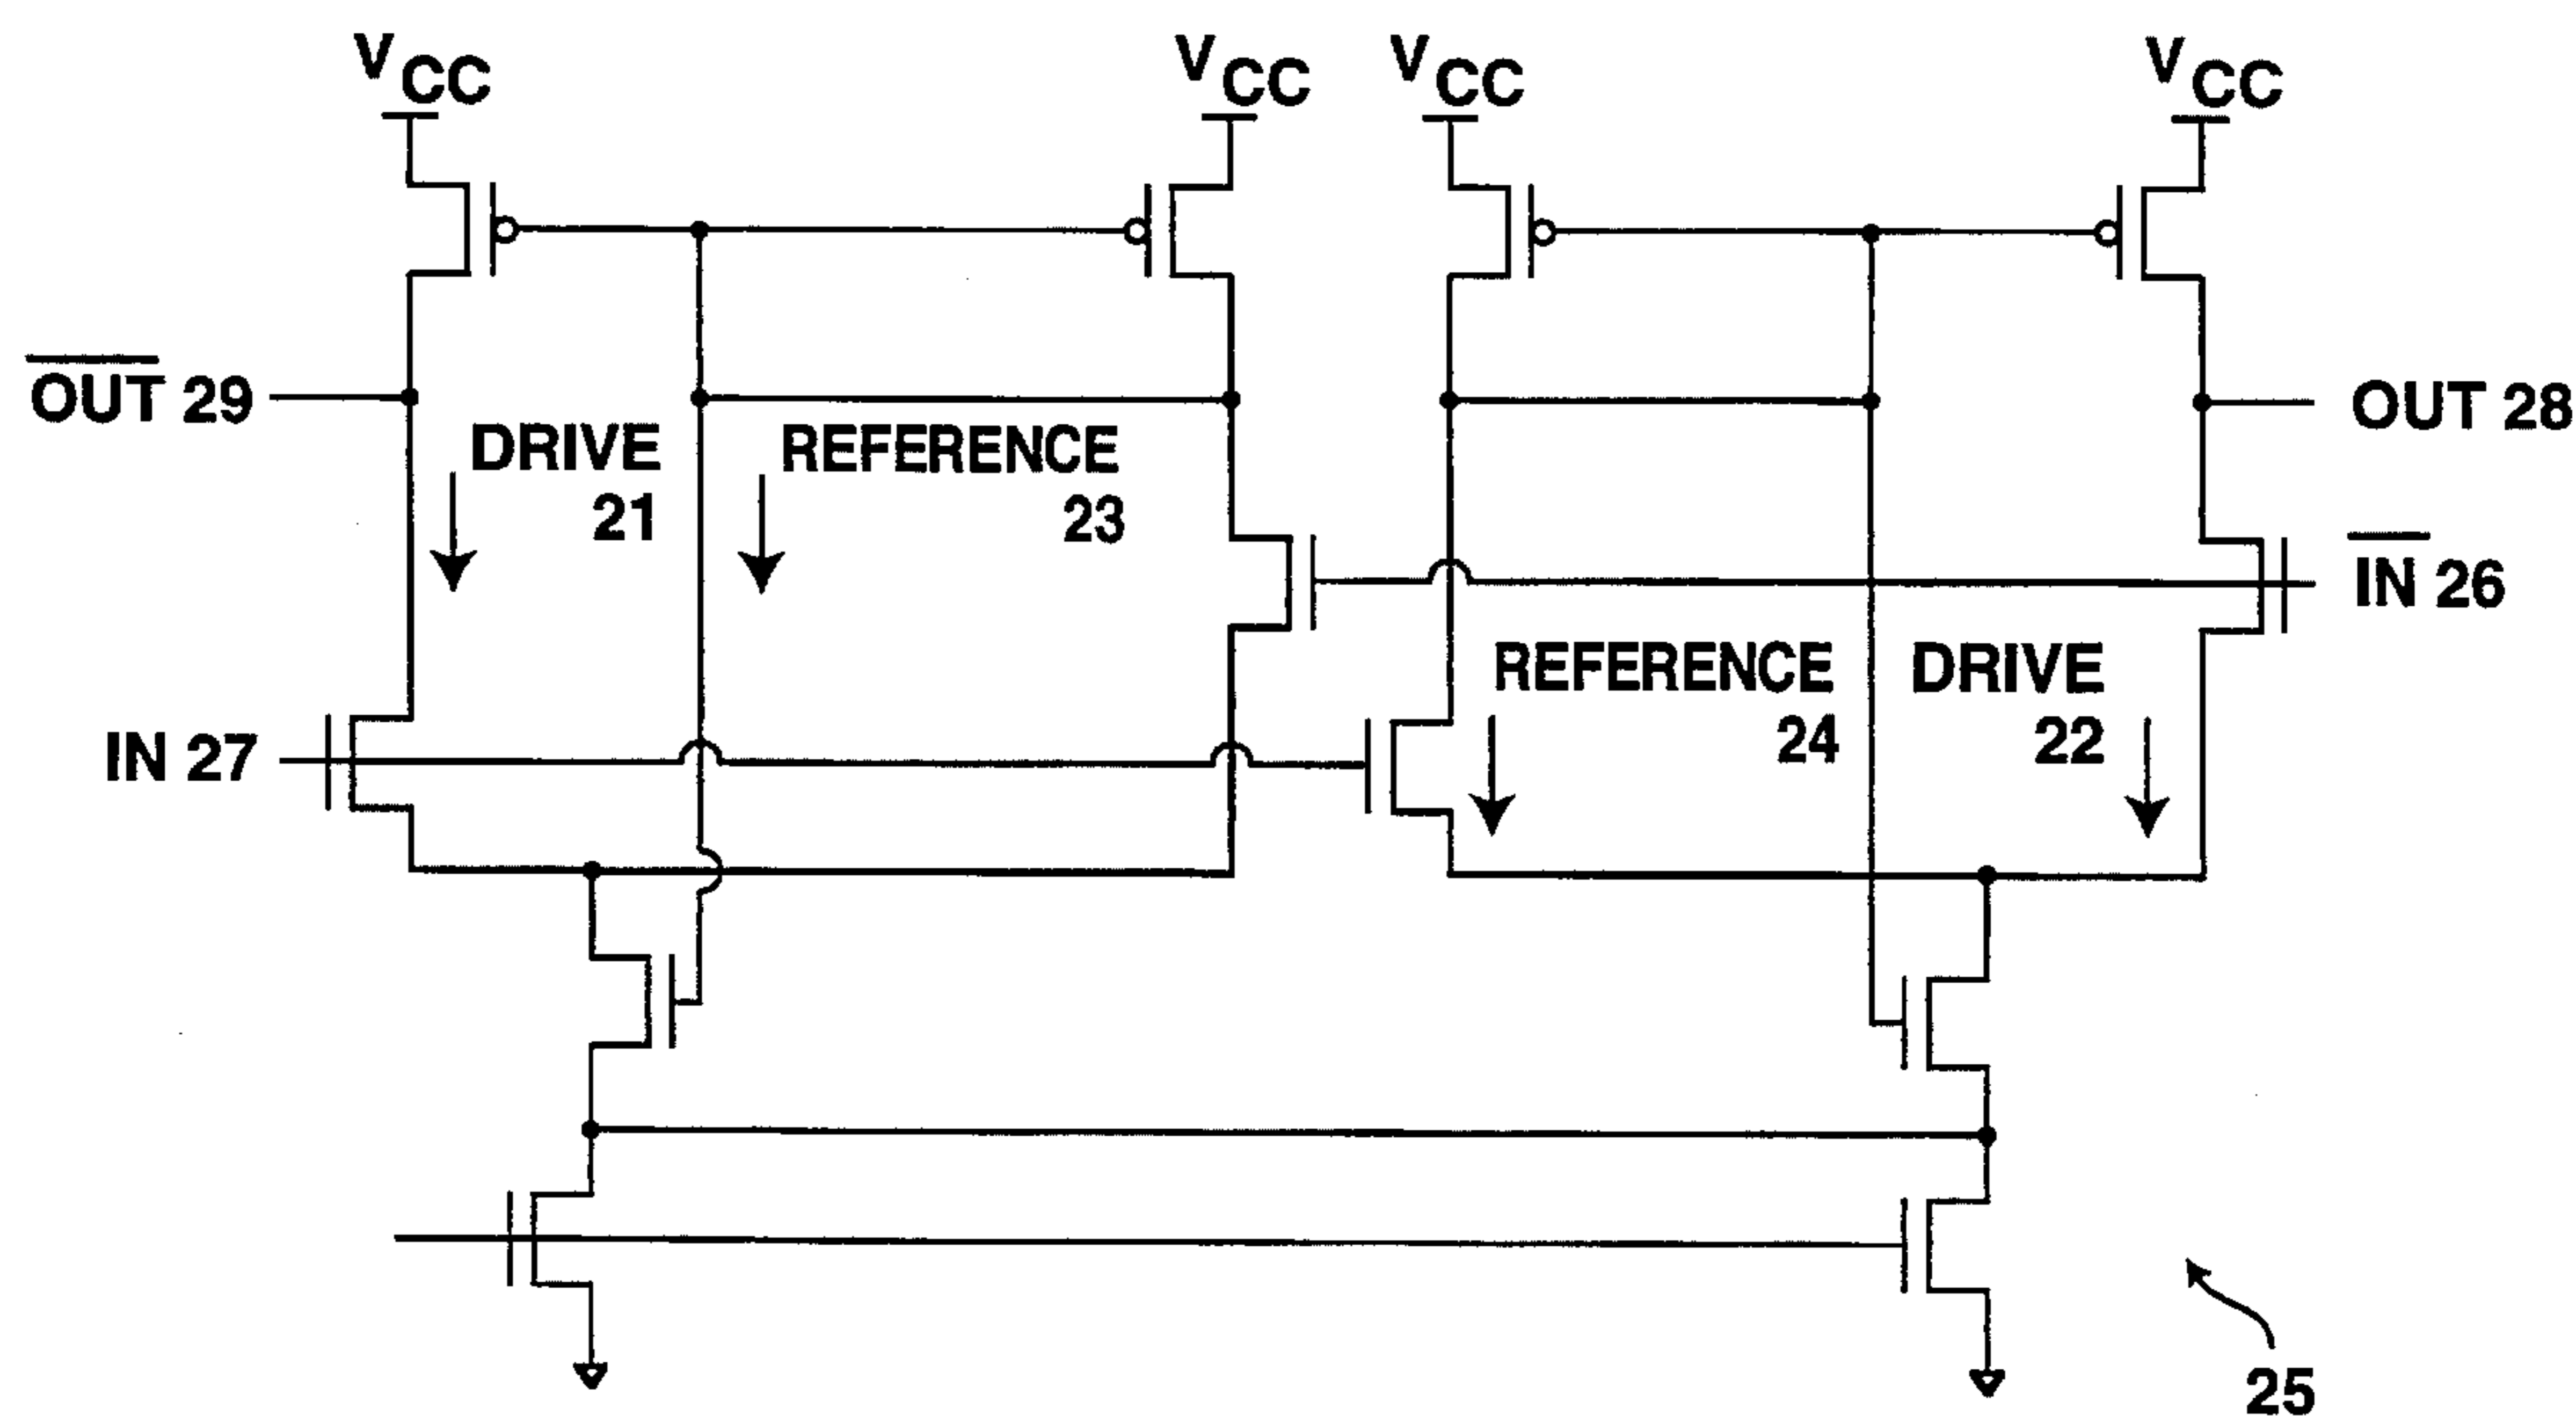 VCC VCC VCC VCC
OUT 29
DRIVE
21
REFERENCE
23
OUT 28
IN 26
REFERENCE
24
DRIVE
22
IN 27
25